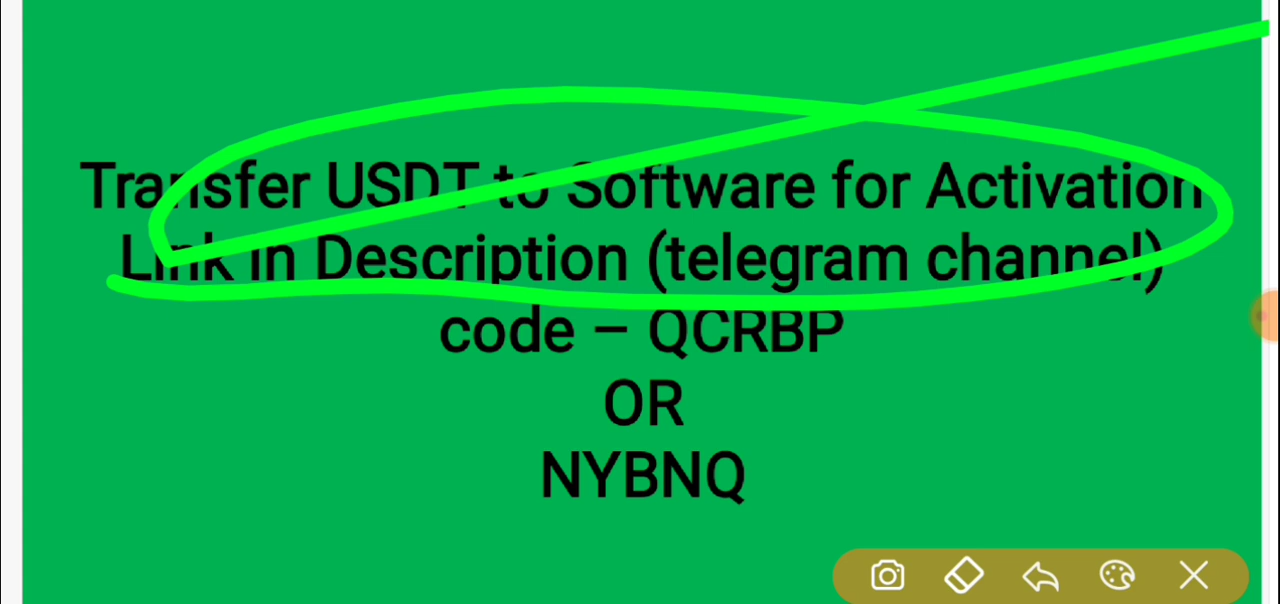 Transfer USDT to Software for Activation
Link in Description (telegram channel)
code – QCRBP
OR
NYBNQ